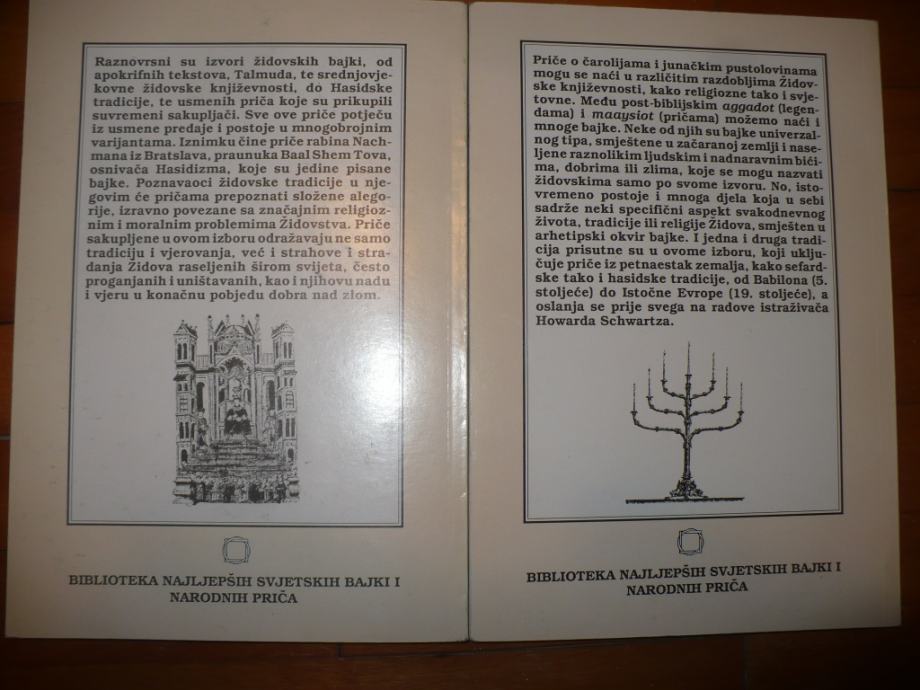 Raznovrsni su izvori židovskih bajki, od
apokrifnih tekstova, Talmuda, te srednjovje-
kovne židovske književnosti, do Hasidske
tradicije, te usmenih priča koje su prikupili
suvremeni sakupljači. Sve ove priče potječu
iz usmene predaje i postoje u mnogobrojnim
varijantama. Iznimku čine priče rabina Nach-
mana iz Bratslava, praunuka Baal Shem Tova,
osnivača Hasidizma, koje su jedine pisane
bajke. Poznavaoci židovske tradicije u nje-
govim će pričama prepoznati složene alego-
rije, izravno povezane sa značajnim religioz-
nim i moralnim problemima Židovstva. Priče
sakupljene u ovom izboru odražavaju ne samo
tradiciju i vjerovanja, već i strahove i stra-
danja Židova raseljenih širom svijeta, često
proganjanih i uništavanih, kao i njihovu nadu
i vjeru u konačnu pobjedu dobra nad zlom.
BIBLIOTEKA NAJLJEPŠIH SVJETSKIH BAJKI I
NARODNIH PRIČA
Priče o čarolijama i junačkim pustolovinama
mogu se naći u različitim razdobljima Židov-
ske književnosti, kako religiozne tako i svje-
tovne. Među post-biblijskim aggadot (legen-
dama) i maaysiot (pričama) možemo naći i
mnoge bajke. Neke od njih su bajke univerzal-
nog tipa, smještene u začaranoj zemlji i nase-
ljene raznolikim ljudskim i nadnaravnim bići-
ma, dobrima ili zlima, koje se mogu nazvati
židovskima samo po svome izvoru. No, isto-
vremeno postoje i mnoga djela koja u sebi
sadrže neki specifični aspekt svakodnevnog
života, tradicije ili religije Židova, smješten u
arhetipski okvir bajke. I jedna i druga tradi-
cija prisutne su u ovome izboru, koji uklju-
čuje priče iz petnaestak zemalja, kako sefard-
ske tako i hasidske tradicije, od Babilona (5.
stoljeće) do Istočne Evrope (19. stoljeće), a
oslanja se prije svega na radove istraživača
Howarda Schwartza.
BIBLIOTEKA NAJLJEPŠIH SVJETSKIH BAJKI I
NARODNIH PRIČA